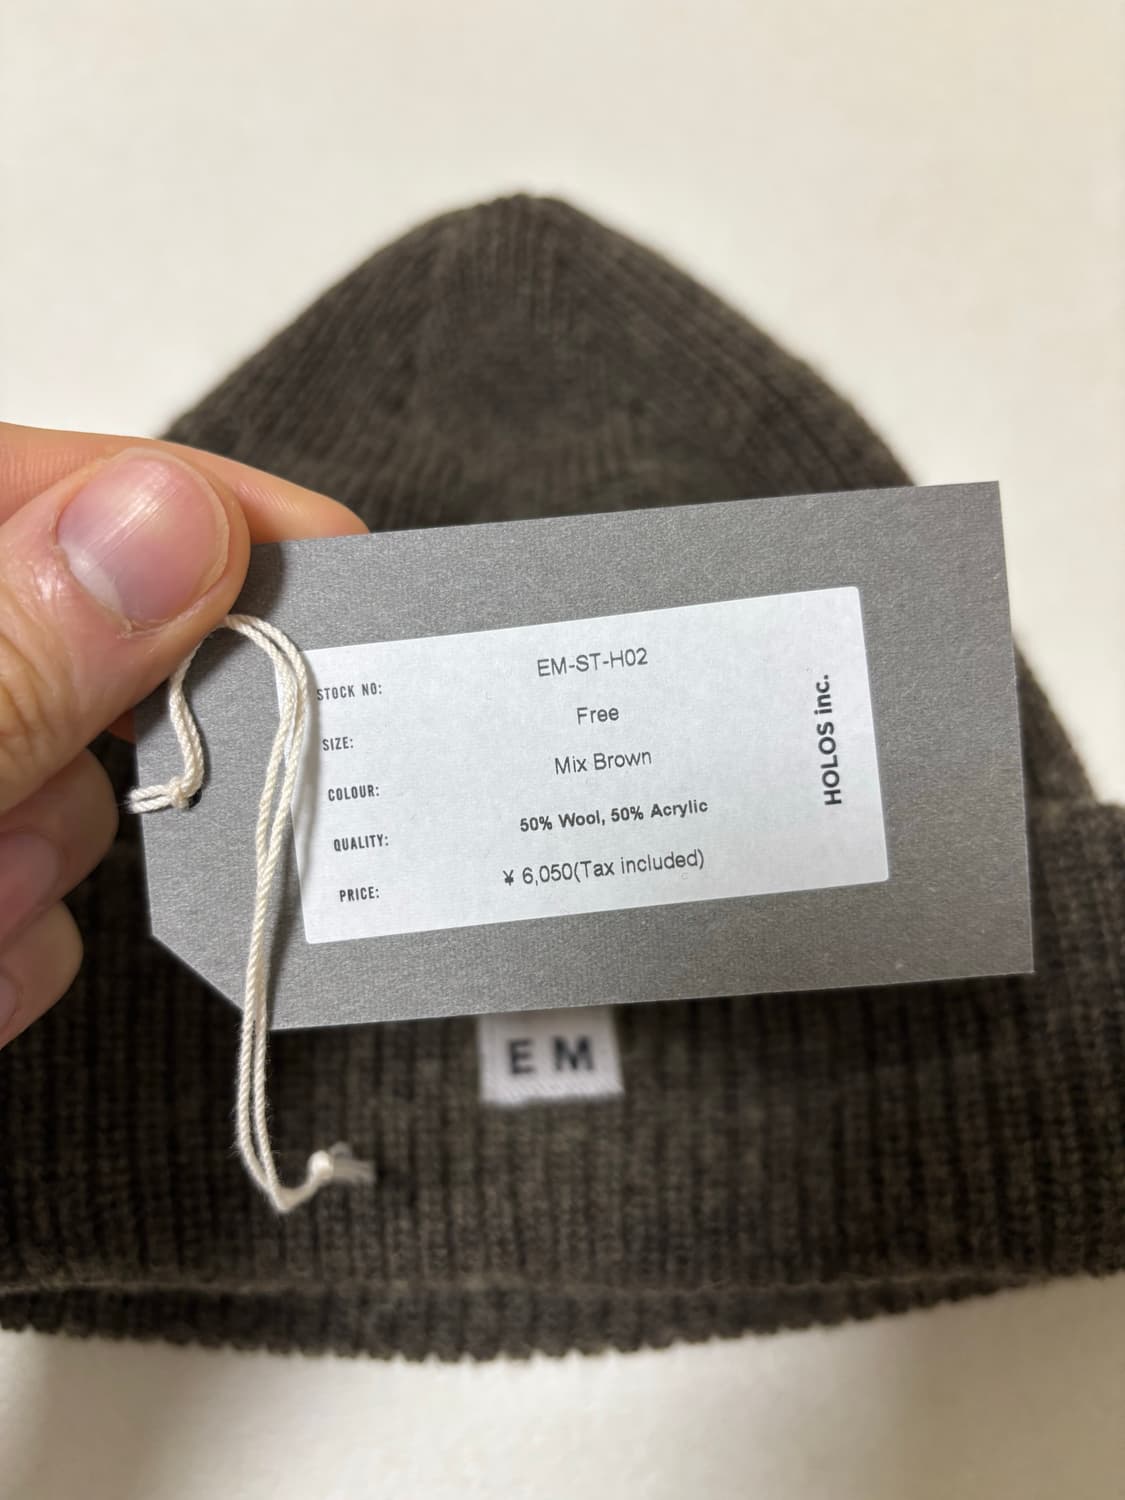 STOCK NO: EM-ST-H02
SIZE: Free
COLOUR: Mix Brown
QUALITY: 50% Wool, 50% Acrylic
PRICE: ¥ 6,050(Tax included)
HOLOS inc.
EM